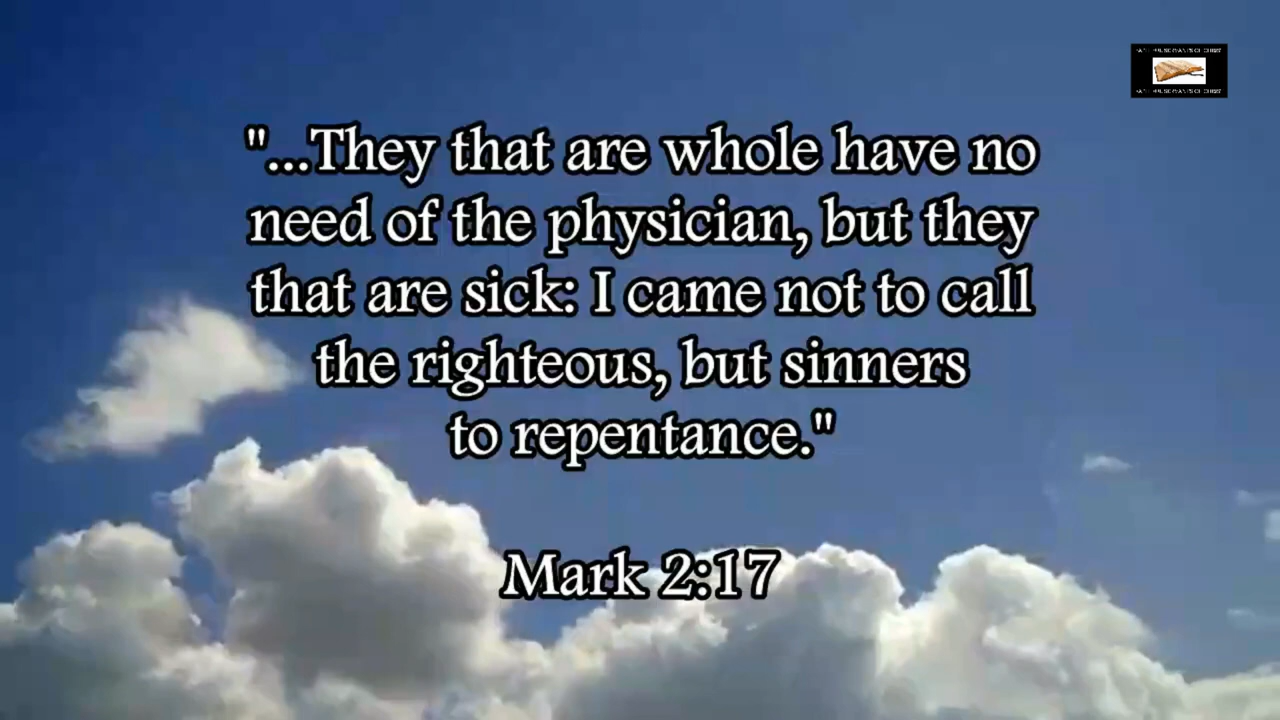 "...They that are whole have no
need of the physician, but they
that are sick: I came not to call
the righteous, but sinners
to repentance."
Mark 2:17